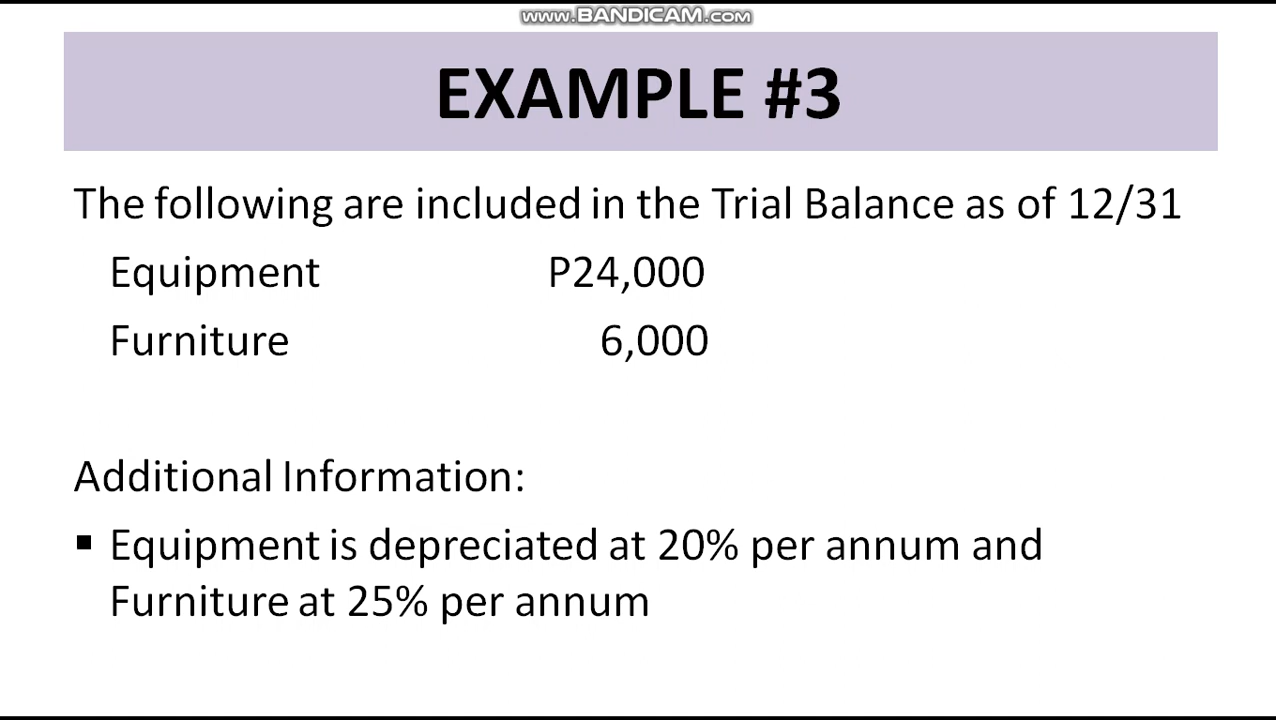 www.BANDICAM.com
EXAMPLE #3
The following are included in the Trial Balance as of 12/31
Equipment P24,000
Furniture 6,000
Additional Information:
▪ Equipment is depreciated at 20% per annum and
Furniture at 25% per annum